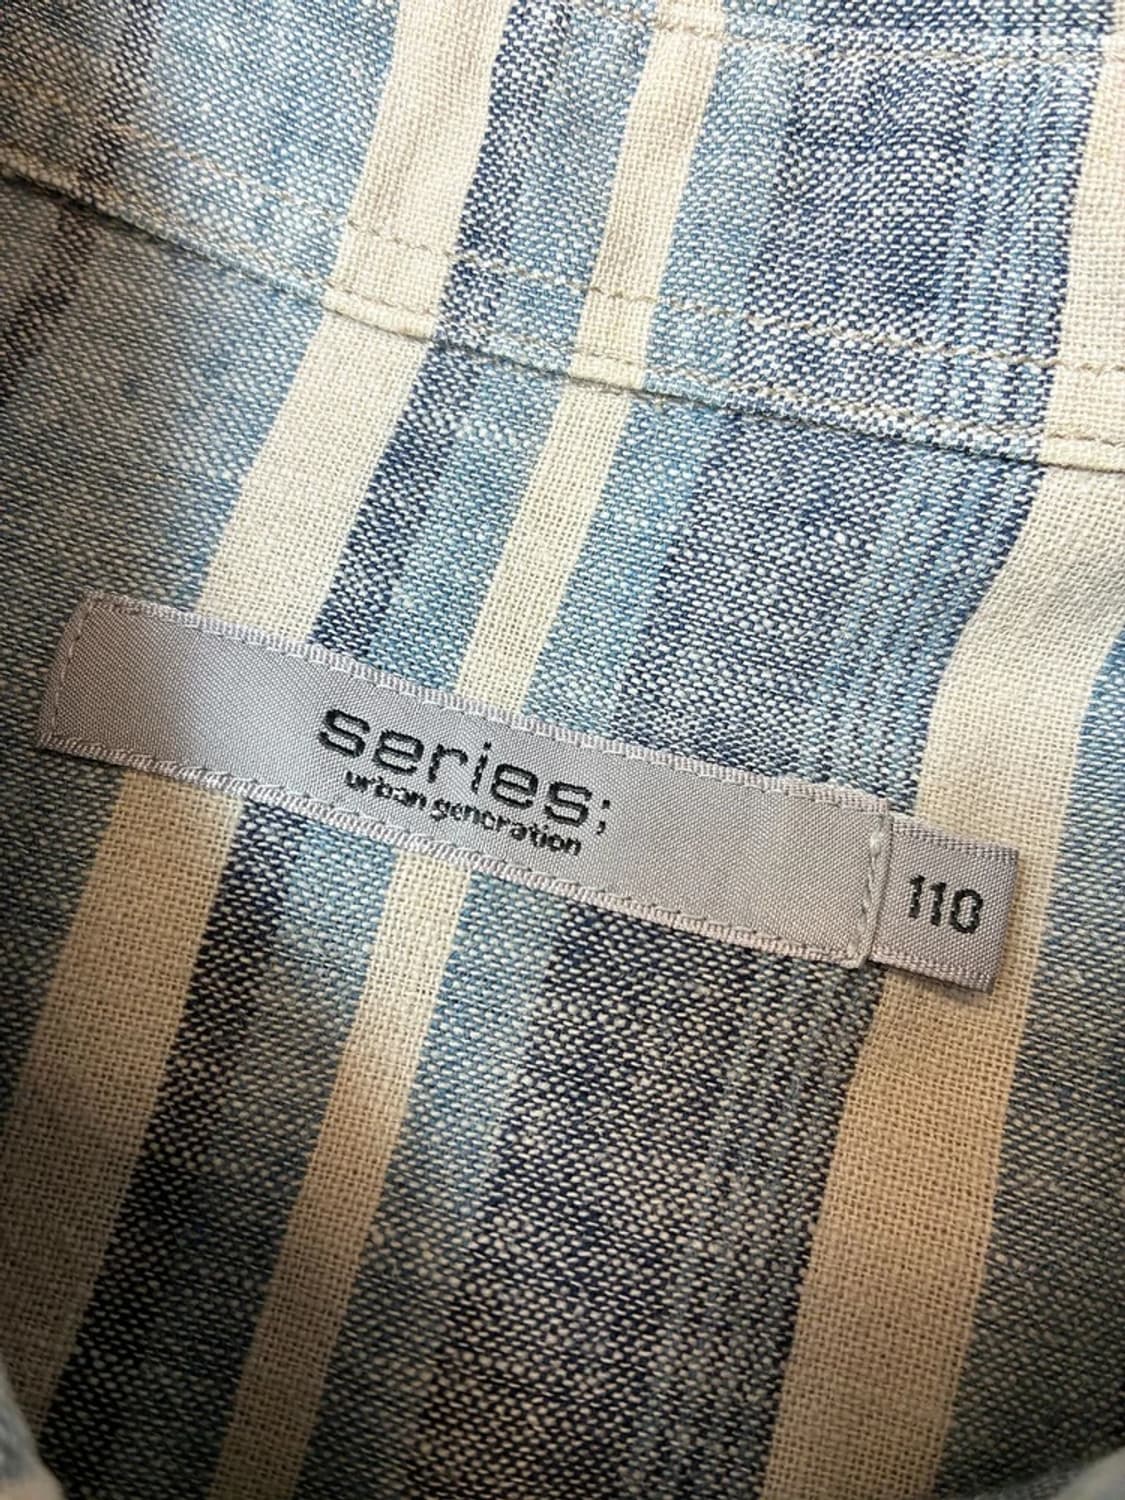 series;
urban generation
110